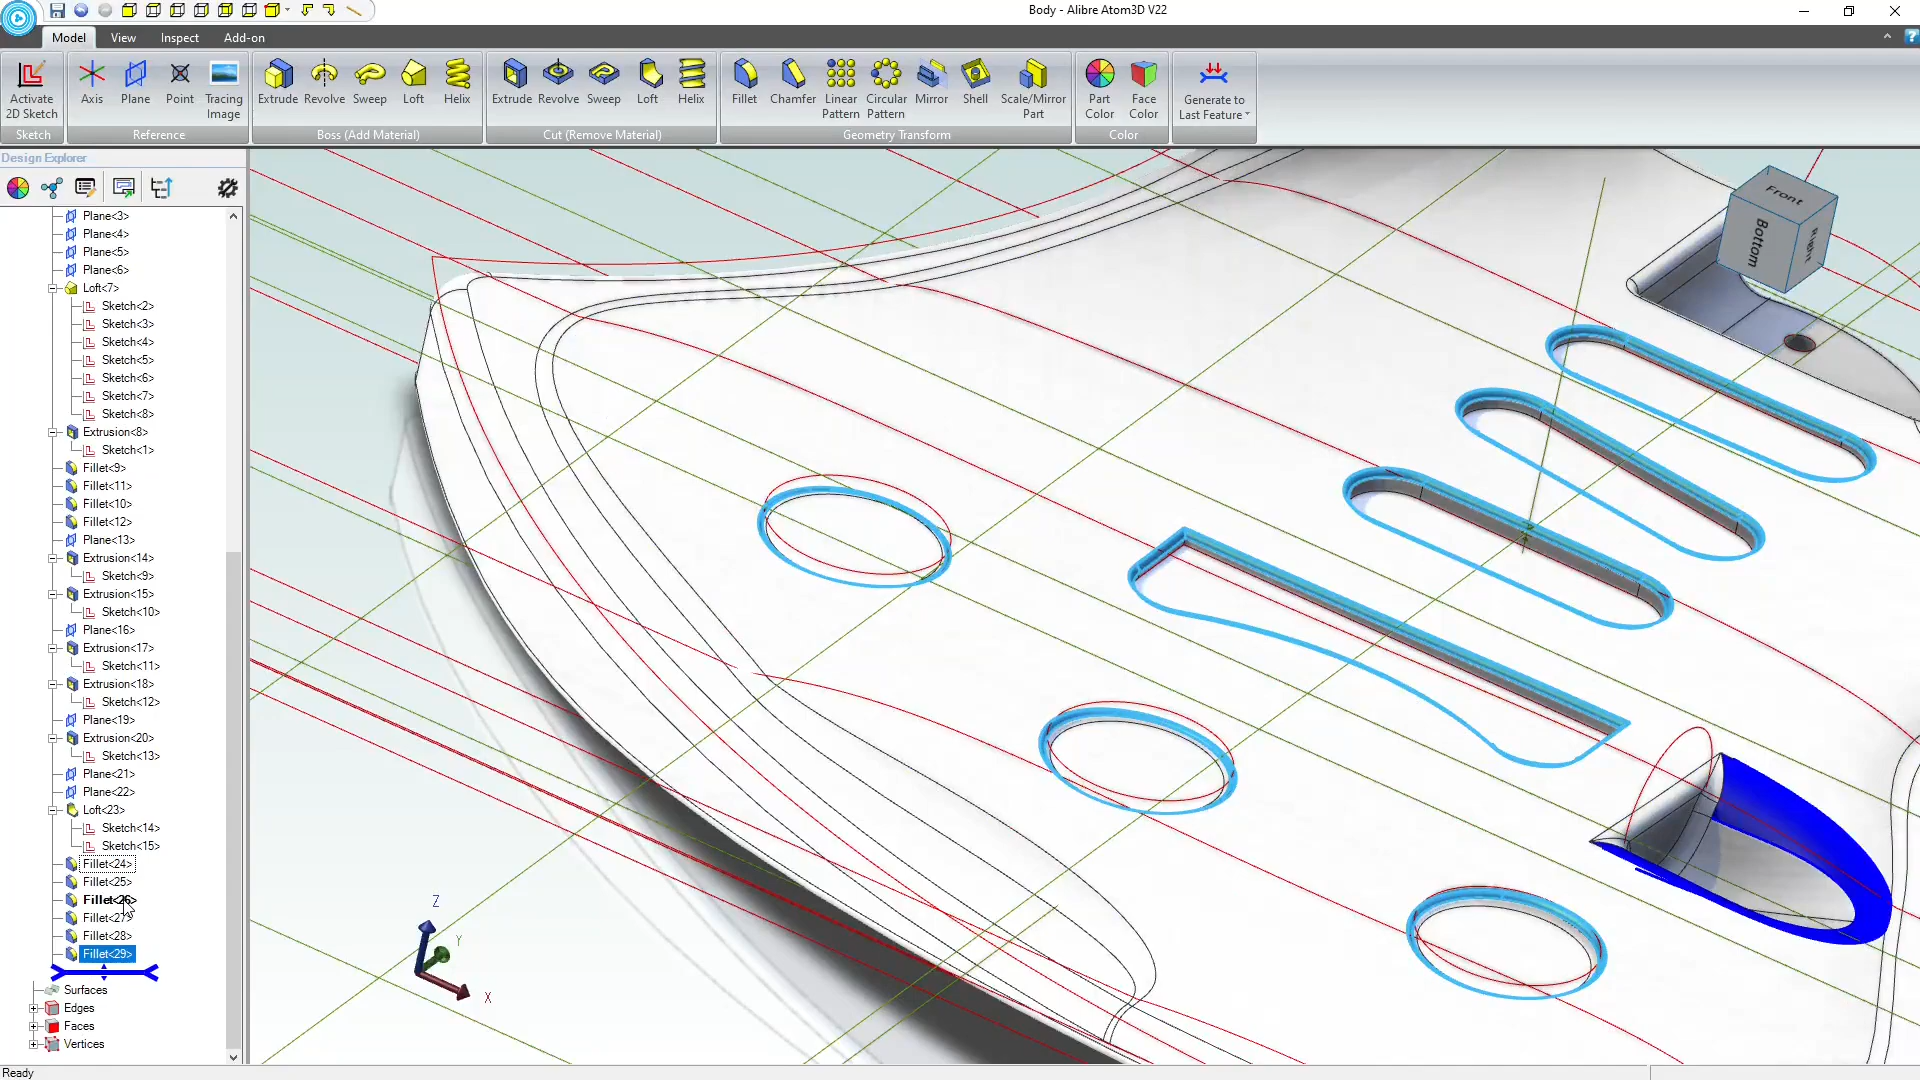 Body - Alibre Atom3D V22
Model View Inspect Add-on
Activate 2D Sketch
Axis Plane Point Tracing Image
Extrude Revolve Sweep Loft Helix
Extrude Revolve Sweep Loft Helix
Fillet Chamfer Linear Pattern Circular Pattern Mirror Shell Scale/Mirror Part
Part Color Face Color
Generate to Last Feature
Sketch Reference Boss (Add Material) Cut (Remove Material) Geometry Transform Color
Design Explorer
Plane<3>
Plane<4>
Plane<5>
Plane<6>
Loft<7>
Sketch<2>
Sketch<3>
Sketch<4>
Sketch<5>
Sketch<6>
Sketch<7>
Sketch<8>
Extrusion<8>
Sketch<1>
Fillet<9>
Fillet<11>
Fillet<10>
Fillet<12>
Plane<13>
Extrusion<14>
Sketch<9>
Extrusion<15>
Sketch<10>
Plane<16>
Extrusion<17>
Sketch<11>
Extrusion<18>
Sketch<12>
Plane<19>
Extrusion<20>
Sketch<13>
Plane<21>
Plane<22>
Loft<23>
Sketch<14>
Sketch<15>
Fillet<24>
Fillet<25>
Fillet<26>
Fillet<27>
Fillet<28>
Fillet<29>
Surfaces
Edges
Faces
Vertices
Front
Bottom
Right
Z
Y
X
Ready